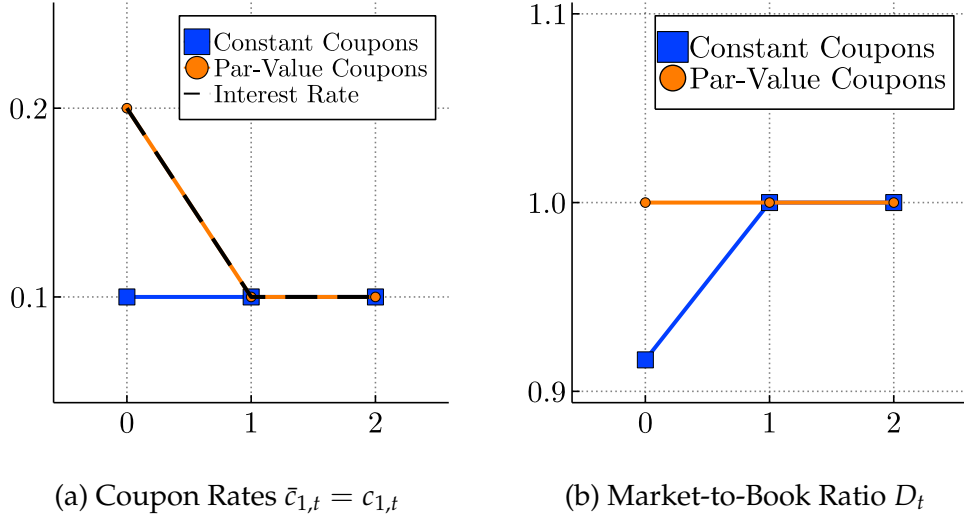 Constant Coupons
Par-Value Coupons
Interest Rate
0.2
0.1
0
1
2
(a) Coupon Rates c̄₁,ₜ = c₁,ₜ
Constant Coupons
Par-Value Coupons
1.1
1.0
0.9
0
1
2
(b) Market-to-Book Ratio Dₜ